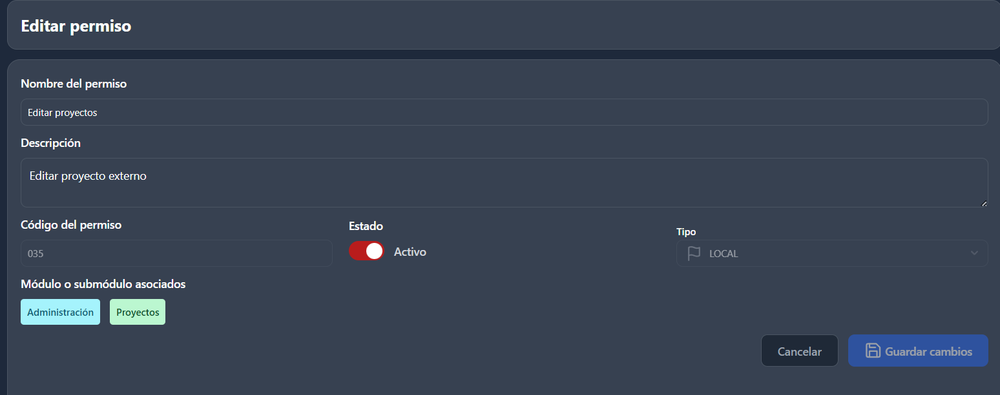 Editar permiso
Nombre del permiso
Editar proyectos
Descripción
Editar proyecto externo
Código del permiso
035
Estado
Activo
Tipo
LOCAL
Módulo o submódulo asociados
Administración
Proyectos
Cancelar
Guardar cambios